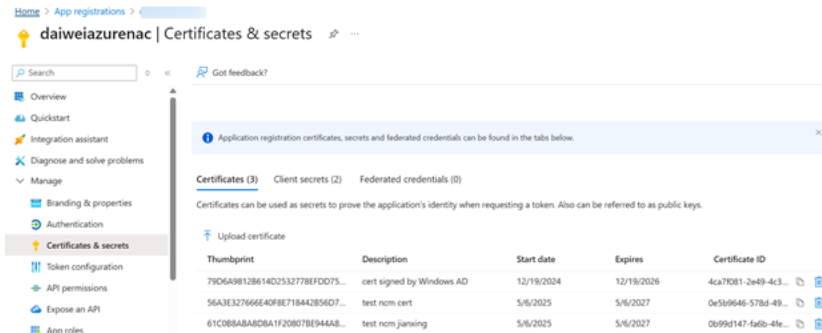 Home > App registrations >
daiweiazurenac | Certificates & secrets
Search
Got feedback?
Overview
Quickstart
Integration assistant
Diagnose and solve problems
Manage
Branding & properties
Authentication
Certificates & secrets
Token configuration
API permissions
Expose an API
App roles
Application registration certificates, secrets and federated credentials can be found in the tabs below.
Certificates (3) Client secrets (2) Federated credentials (0)
Certificates can be used as secrets to prove the application's identity when requesting a token. Also can be referred to as public keys.
Upload certificate
Thumbprint Description Start date Expires Certificate ID
79D6A9812B614D2532778EFDD75... cert signed by Windows AD 12/19/2024 12/19/2026 4ca7f081-2e49-4c3...
56A3E327666E40F8E718442B56D7... test ncm cert 5/6/2025 5/6/2027 0e5b9646-578d-49...
61C0B8ABA8D8A1F20807BE944A8... test ncm jianxing 5/6/2025 5/6/2027 0b99d147-fa6b-4fe...